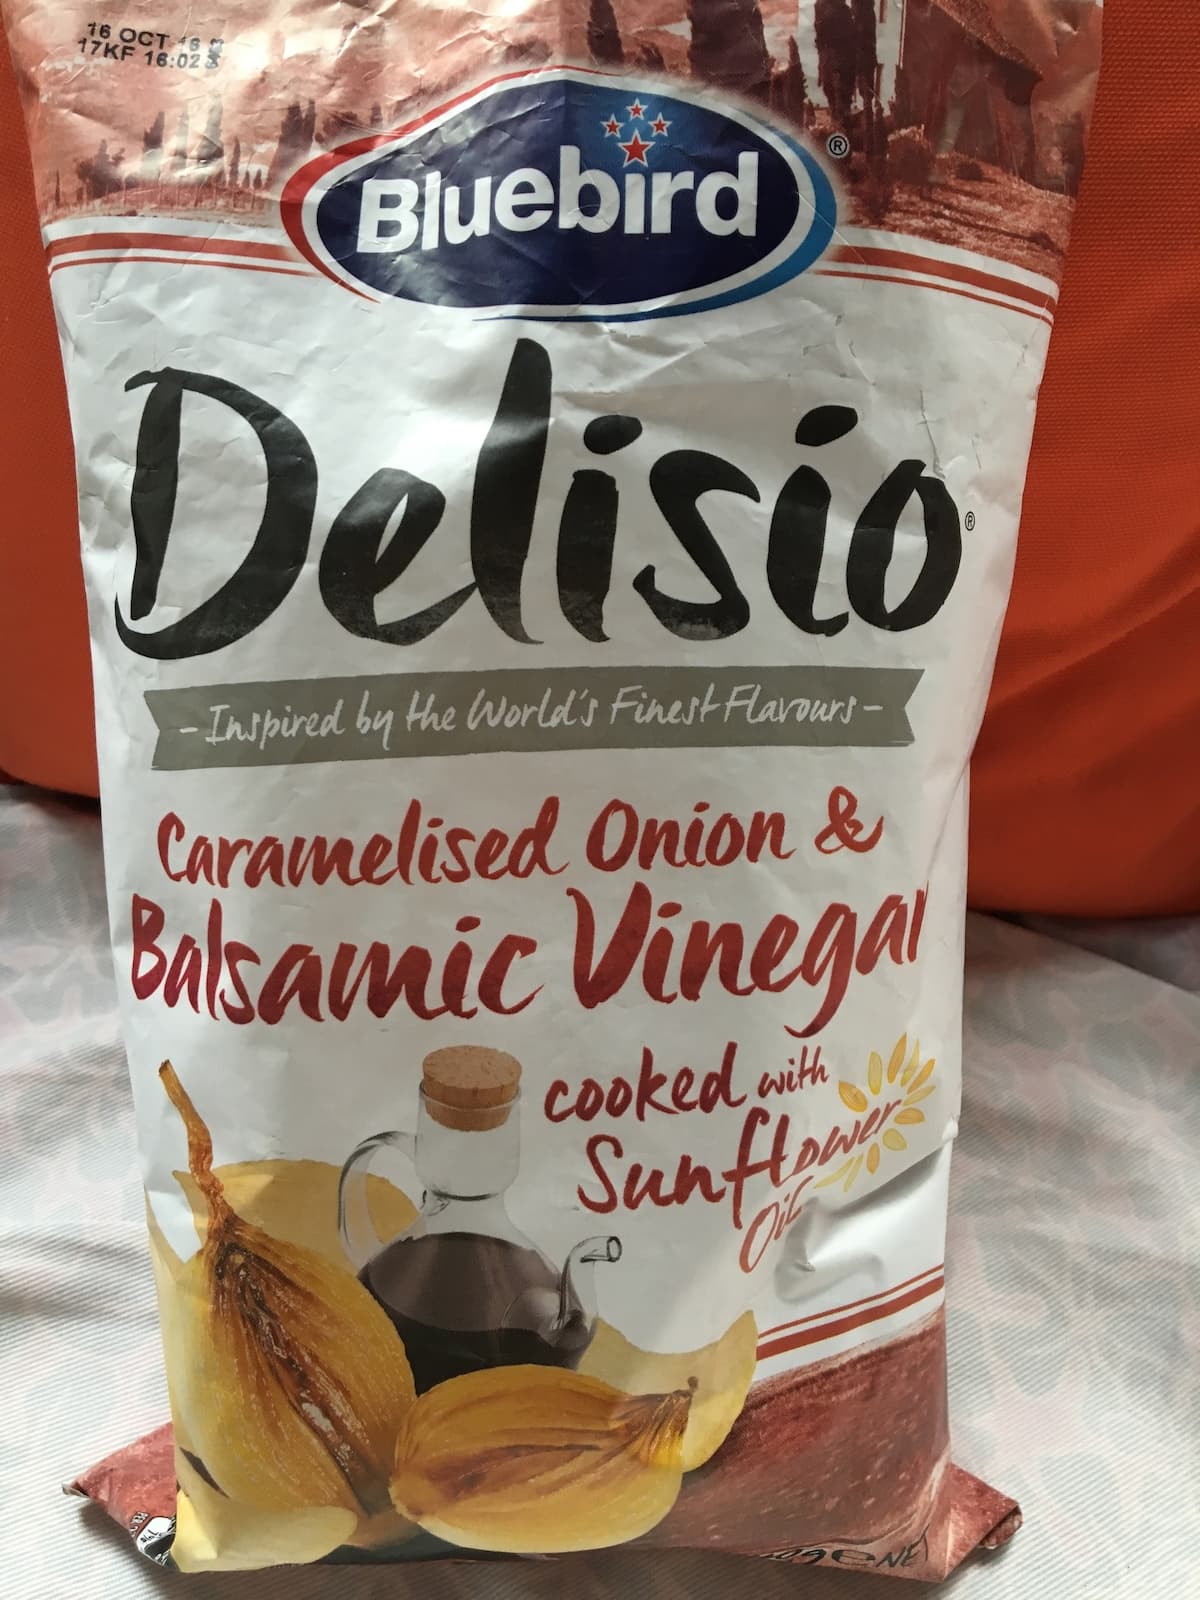 16 OCT 16
17KF 16:02
Bluebird ®
Delisio ®
- Inspired by the World's Finest Flavours -
Caramelised Onion &
Balsamic Vinegar
cooked with
Sunflower
Oil